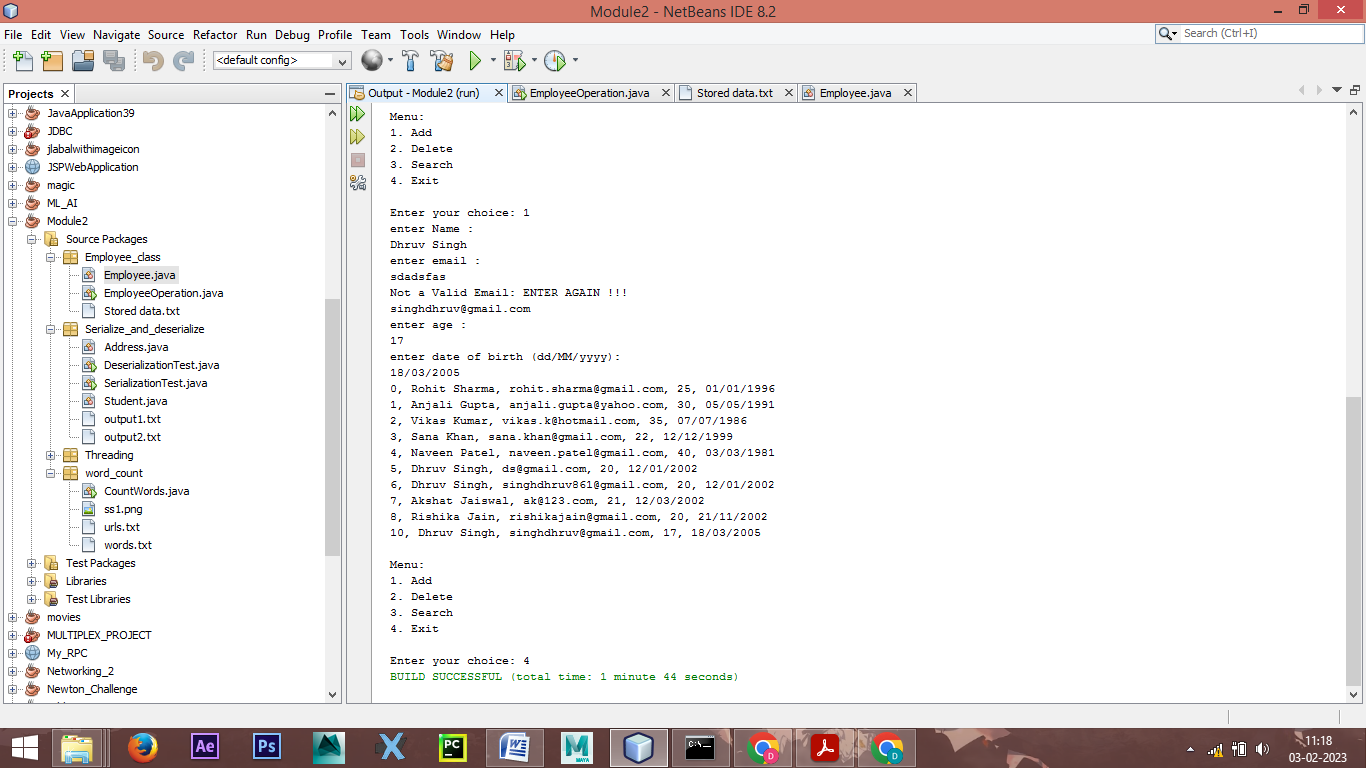 Module2 - NetBeans IDE 8.2
File Edit View Navigate Source Refactor Run Debug Profile Team Tools Window Help
Search (Ctrl+I)
<default config>
Projects
JavaApplication39
JDBC
jlabalwithimageicon
JSPWebApplication
magic
ML_AI
Module2
Source Packages
Employee_class
Employee.java
EmployeeOperation.java
Stored data.txt
Serialize_and_deserialize
Address.java
DeserializationTest.java
SerializationTest.java
Student.java
output1.txt
output2.txt
Threading
word_count
CountWords.java
ss1.png
urls.txt
words.txt
Test Packages
Libraries
Test Libraries
movies
MULTIPLEX_PROJECT
My_RPC
Networking_2
Newton_Challenge
Output - Module2 (run) EmployeeOperation.java Stored data.txt Employee.java
Menu:
1. Add
2. Delete
3. Search
4. Exit
Enter your choice: 1
enter Name :
Dhruv Singh
enter email :
sdadsfas
Not a Valid Email: ENTER AGAIN !!!
singhdhruv@gmail.com
enter age :
17
enter date of birth (dd/MM/yyyy):
18/03/2005
0, Rohit Sharma, rohit.sharma@gmail.com, 25, 01/01/1996
1, Anjali Gupta, anjali.gupta@yahoo.com, 30, 05/05/1991
2, Vikas Kumar, vikas.k@hotmail.com, 35, 07/07/1986
3, Sana Khan, sana.khan@gmail.com, 22, 12/12/1999
4, Naveen Patel, naveen.patel@gmail.com, 40, 03/03/1981
5, Dhruv Singh, ds@gmail.com, 20, 12/01/2002
6, Dhruv Singh, singhdhruv861@gmail.com, 20, 12/01/2002
7, Akshat Jaiswal, ak@123.com, 21, 12/03/2002
8, Rishika Jain, rishikajain@gmail.com, 20, 21/11/2002
10, Dhruv Singh, singhdhruv@gmail.com, 17, 18/03/2005
Menu:
1. Add
2. Delete
3. Search
4. Exit
Enter your choice: 4
BUILD SUCCESSFUL (total time: 1 minute 44 seconds)
Ae
Ps
PC
W
M
MAYA
C:\
D
D
11:18
03-02-2023